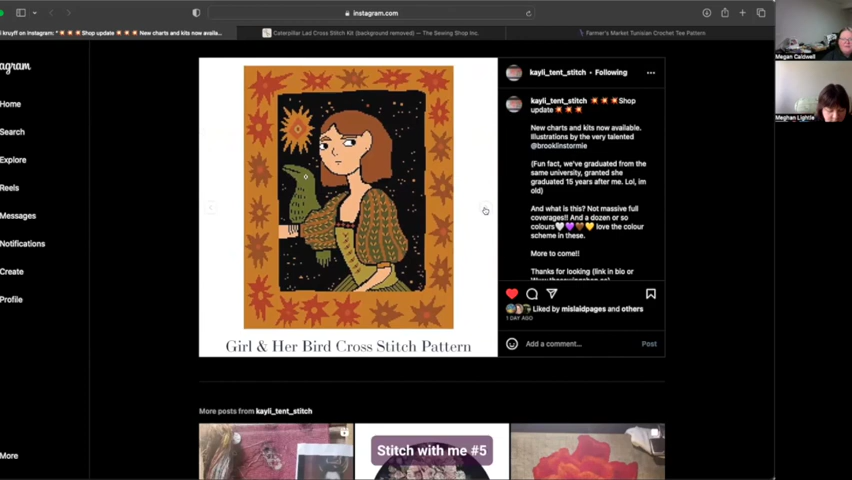 instagram.com
kruyff on Instagram: "💥💥💥Shop update 💥💥💥 New charts and kits now availa...
Caterpillar Lad Cross Stitch Kit (background removed) — The Sewing Shop Inc.
Farmer's Market Tunisian Crochet Tee Pattern
agram
Home
Search
Explore
Reels
Messages
Notifications
Create
Profile
More
Girl & Her Bird Cross Stitch Pattern
kayli_tent_stitch • Following
kayli_tent_stitch 💥💥💥Shop
update💥💥💥
New charts and kits now available.
Illustrations by the very talented
@brooklinstormie
(Fun fact, we've graduated from the
same university, granted she
graduated 15 years after me. Lol, im
old)
And what is this? Not massive full
coverages!! And a dozen or so
colours🤍💜🤎💛 love the colour
scheme in these.
More to come!!
Thanks for looking (link in bio or
Liked by mislaidpages and others
1 DAY AGO
Add a comment...
Post
More posts from kayli_tent_stitch
Stitch with me #5
Megan Caldwell
Meghan Lightle